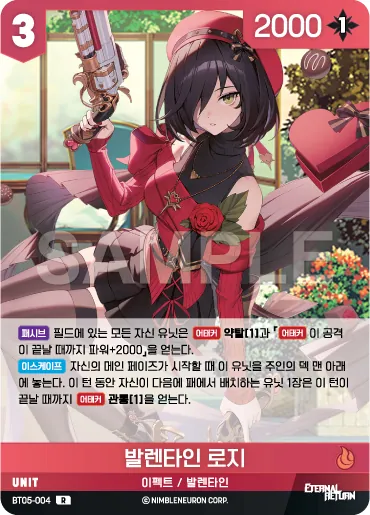 3
2000 1
SAMPLE
패시브 필드에 있는 모든 자신 유닛은 어태커 약탈[1]과 「어태커 이 공격
이 끝날 때까지 파워+2000」을 얻는다.
이스케이프 자신의 메인 페이즈가 시작할 때 이 유닛을 주인의 덱 맨 아래
에 놓는다. 이 턴 동안 자신이 다음에 패에서 배치하는 유닛 1장은 이 턴이
끝날 때까지 어태커 관통[1]을 얻는다.
발렌타인 로지
UNIT
이펙트 / 발렌타인
BT05-004 R
ⓒ NIMBLENEURON CORP.
ETERNAL
RETURN